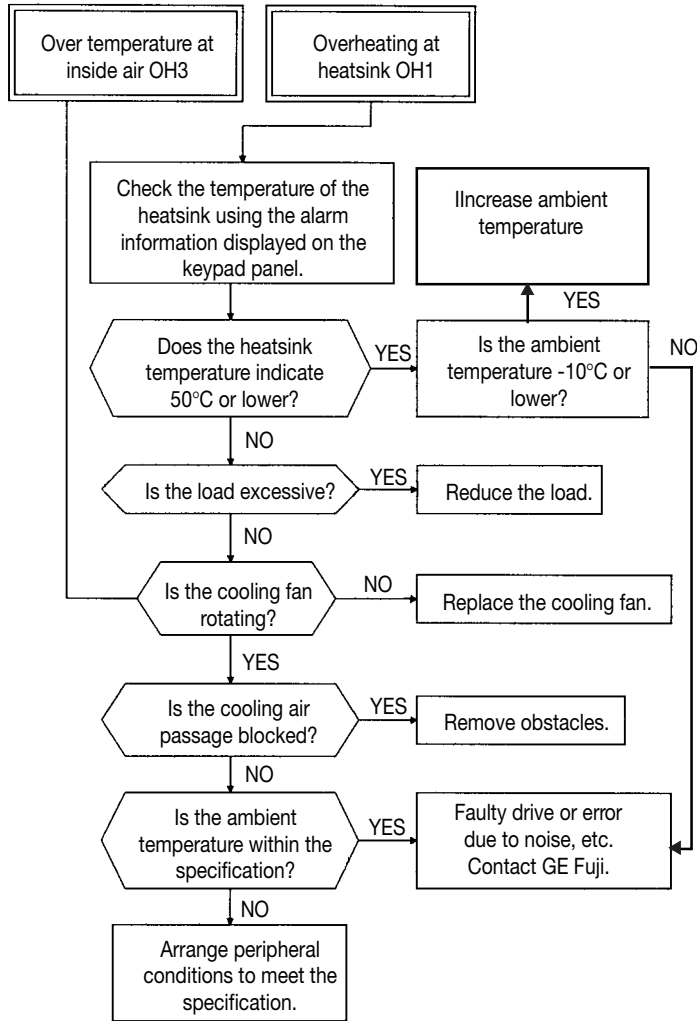 Over temperature at
inside air OH3
Overheating at
heatsink OH1
Check the temperature of the
heatsink using the alarm
information displayed on the
keypad panel.
IIncrease ambient
temperature
YES
Does the heatsink
temperature indicate
50°C or lower?
YES
Is the ambient
temperature -10°C or
lower?
NO
NO
Is the load excessive?
YES
Reduce the load.
NO
Is the cooling fan
rotating?
NO
Replace the cooling fan.
YES
Is the cooling air
passage blocked?
YES
Remove obstacles.
NO
Is the ambient
temperature within the
specification?
YES
Faulty drive or error
due to noise, etc.
Contact GE Fuji.
NO
Arrange peripheral
conditions to meet the
specification.